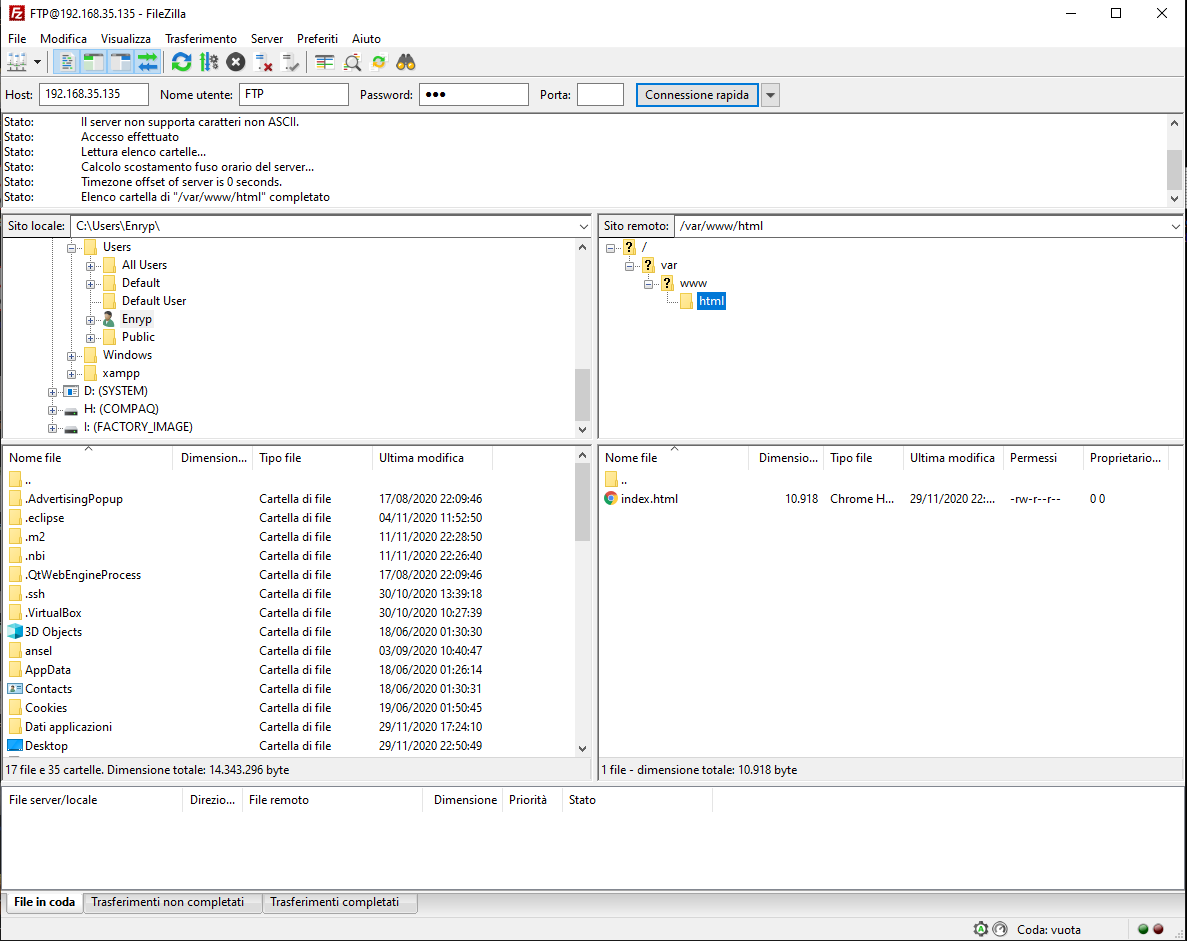 FTP@192.168.35.135 - FileZilla
File Modifica Visualizza Trasferimento Server Preferiti Aiuto
Host: 192.168.35.135 Nome utente: FTP Password: ●●● Porta: Connessione rapida
Stato: Il server non supporta caratteri non ASCII.
Stato: Accesso effettuato
Stato: Lettura elenco cartelle...
Stato: Calcolo scostamento fuso orario del server...
Stato: Timezone offset of server is 0 seconds.
Stato: Elenco cartella di "/var/www/html" completato
Sito locale: C:\Users\Enryp\
Users
All Users
Default
Default User
Enryp
Public
Windows
xampp
D: (SYSTEM)
H: (COMPAQ)
I: (FACTORY_IMAGE)
Sito remoto: /var/www/html
/
var
www
html
Nome file Dimension... Tipo file Ultima modifica
..
.AdvertisingPopup Cartella di file 17/08/2020 22:09:46
.eclipse Cartella di file 04/11/2020 11:52:50
.m2 Cartella di file 11/11/2020 22:28:50
.nbi Cartella di file 11/11/2020 22:26:40
.QtWebEngineProcess Cartella di file 17/08/2020 22:09:46
.ssh Cartella di file 30/10/2020 13:39:18
.VirtualBox Cartella di file 30/10/2020 10:27:39
3D Objects Cartella di file 18/06/2020 01:30:30
ansel Cartella di file 03/09/2020 10:40:47
AppData Cartella di file 18/06/2020 01:26:14
Contacts Cartella di file 18/06/2020 01:30:31
Cookies Cartella di file 19/06/2020 01:50:45
Dati applicazioni Cartella di file 29/11/2020 17:24:10
Desktop Cartella di file 29/11/2020 22:50:49
17 file e 35 cartelle. Dimensione totale: 14.343.296 byte
Nome file Dimensio... Tipo file Ultima modifica Permessi Proprietario...
..
index.html 10.918 Chrome H... 29/11/2020 22:... -rw-r--r-- 0 0
1 file - dimensione totale: 10.918 byte
File server/locale Direzio... File remoto Dimensione Priorità Stato
File in coda Trasferimenti non completati Trasferimenti completati
Coda: vuota